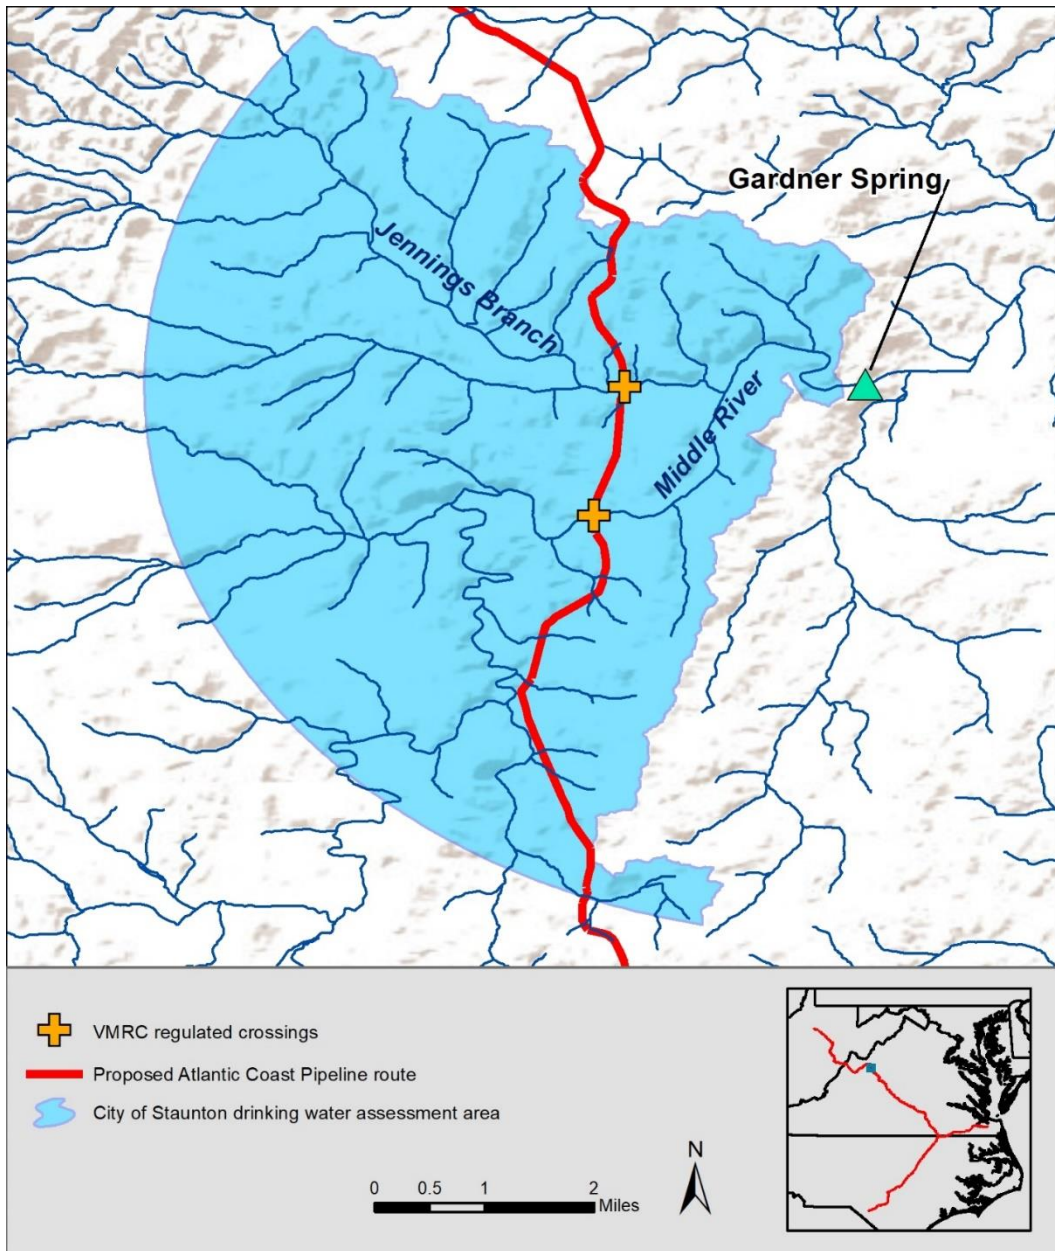 Gardner Spring
Jennings Branch
Middle River
VMRC regulated crossings
Proposed Atlantic Coast Pipeline route
City of Staunton drinking water assessment area
N
0 0.5 1 2
Miles